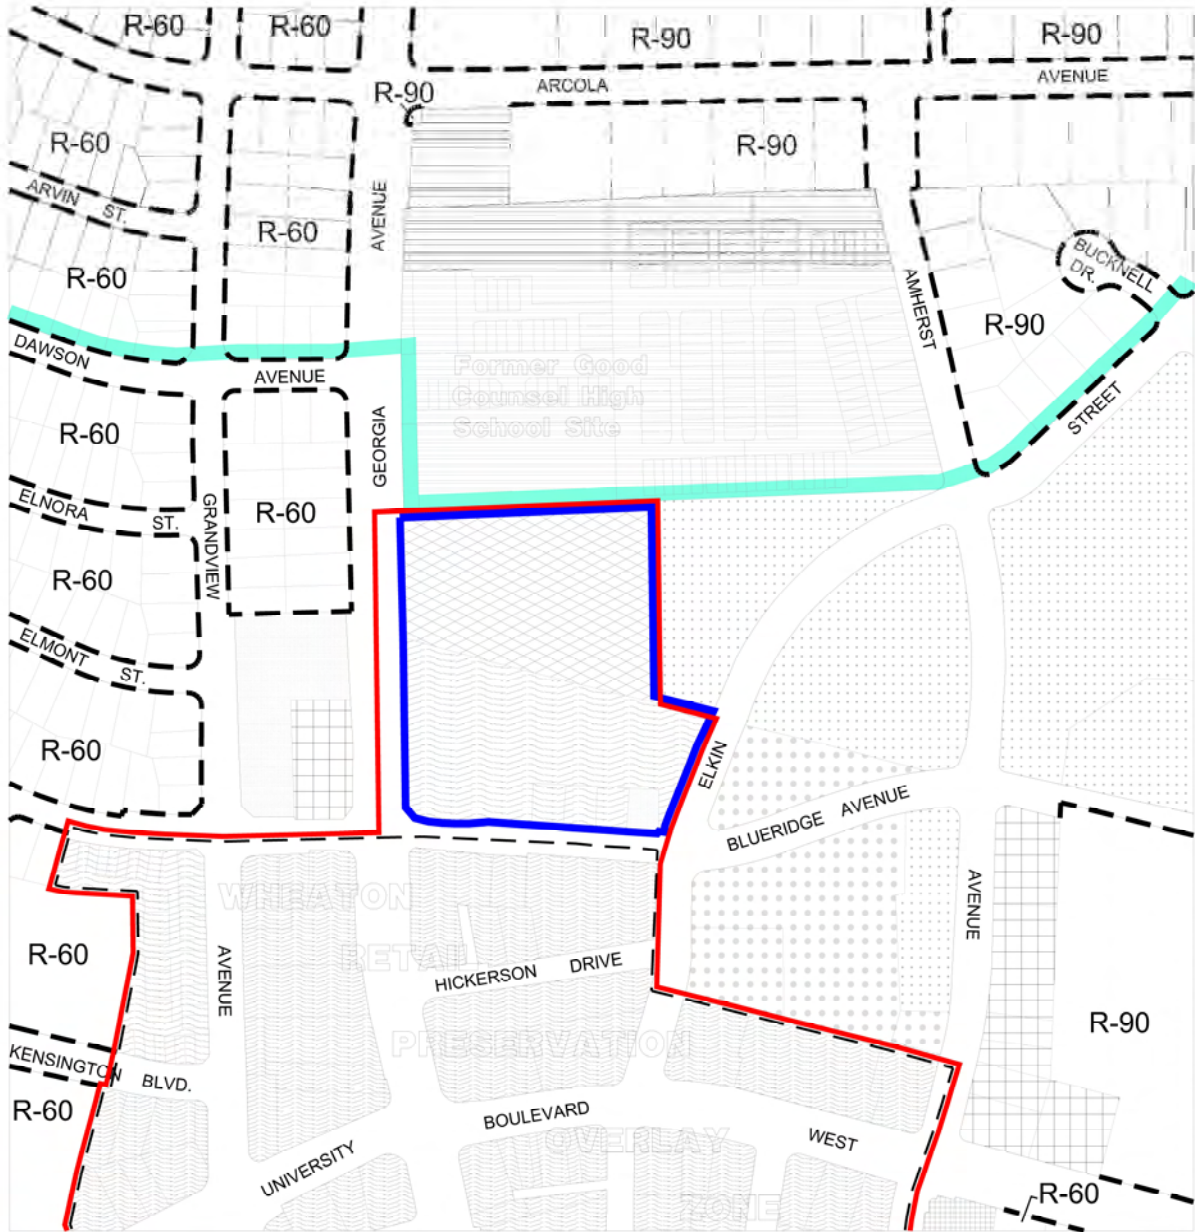 R-60
R-60
R-90
R-90
ARCOLA
AVENUE
R-90
R-60
R-90
ARVIN ST.
AVENUE
R-60
R-60
BUCKNELL
DR.
AMHERST
R-90
DAWSON
AVENUE
Former Good
Counsel High
School Site
STREET
GEORGIA
R-60
ELNORA ST.
GRANDVIEW
R-60
R-60
ELMONT ST.
R-60
ELKIN
BLUERIDGE AVENUE
WHEATON
AVENUE
RETAIL
R-60
AVENUE
HICKERSON DRIVE
PRESERVATION
R-90
KENSINGTON BLVD.
R-60
BOULEVARD
OVERLAY
WEST
UNIVERSITY
R-60
ZONE